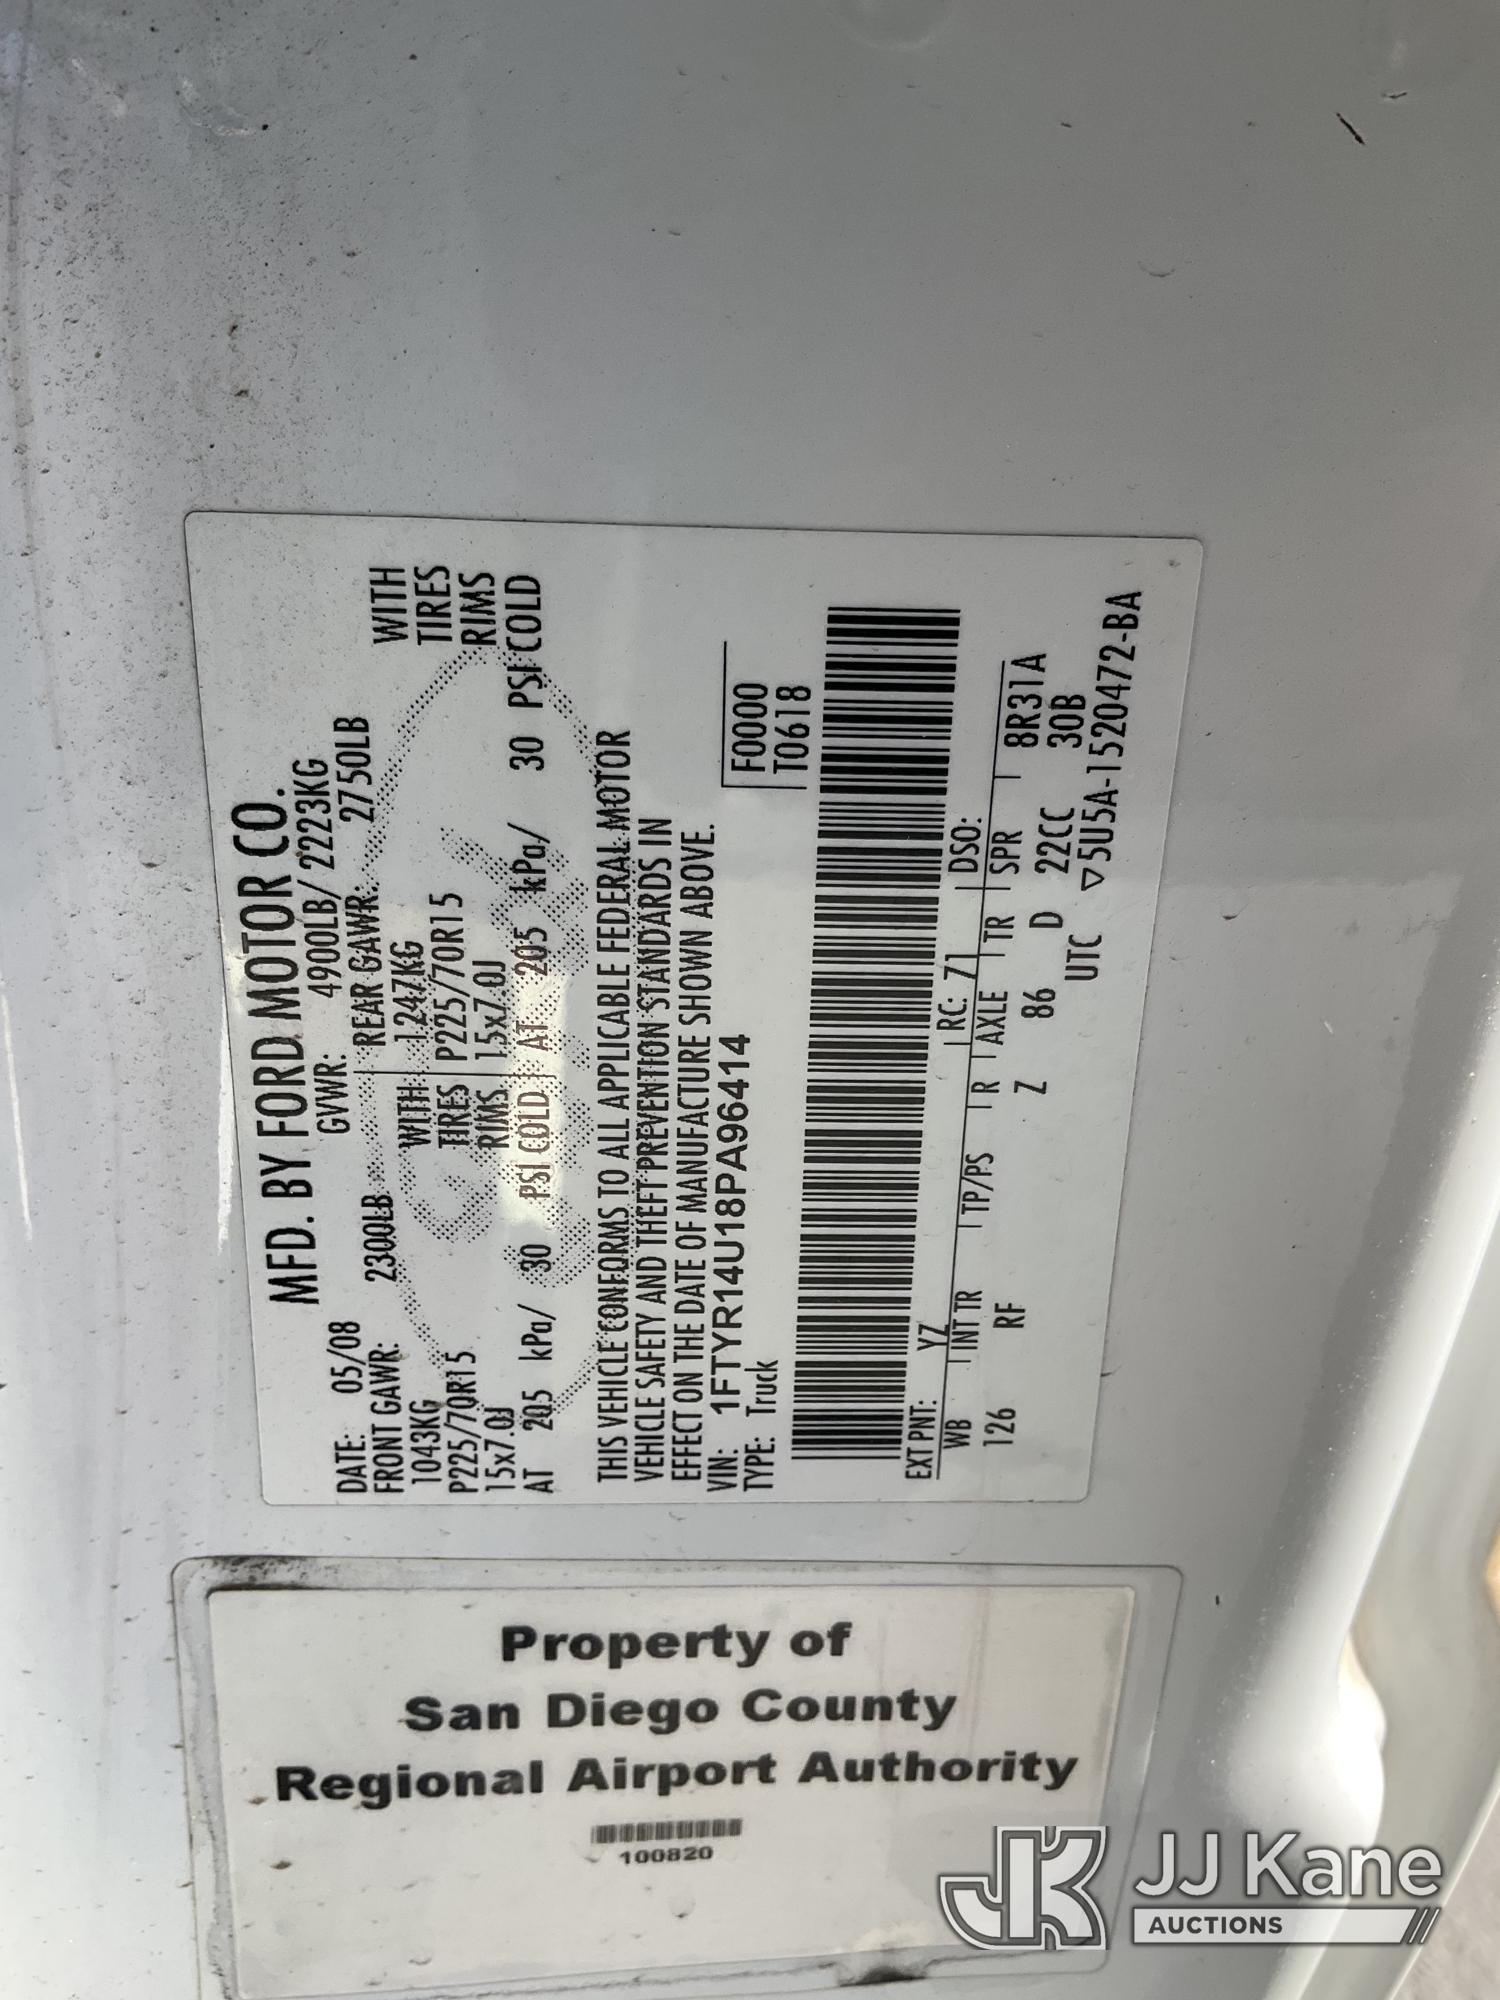 MFD. BY FORD MOTOR CO.
DATE: 05/08 GVWR: 4900LB/ 2223KG
FRONT GAWR: 2300LB REAR GAWR: 2750LB
1043KG WITH 1247KG WITH
P225/70R15 TIRES P225/70R15 TIRES
15x7.0J RIMS 15x7.0J RIMS
AT 205 kPa/ 30 PSI COLD AT 205 kPa/ 30 PSI COLD
THIS VEHICLE CONFORMS TO ALL APPLICABLE FEDERAL MOTOR
VEHICLE SAFETY AND THEFT PREVENTION STANDARDS IN
EFFECT ON THE DATE OF MANUFACTURE SHOWN ABOVE.
VIN: 1FTYR14U18PA96414 F0000
TYPE: Truck T0618
EXT PNT: YZ RC: 71 DSO:
WB INT TR TP/PS R AXLE TR SPR 8R31A
126 RF Z 86 D 22CC 30B
UTC ▽5U5A-1520472-BA
Property of
San Diego County
Regional Airport Authority
100820
JK JJ Kane
AUCTIONS